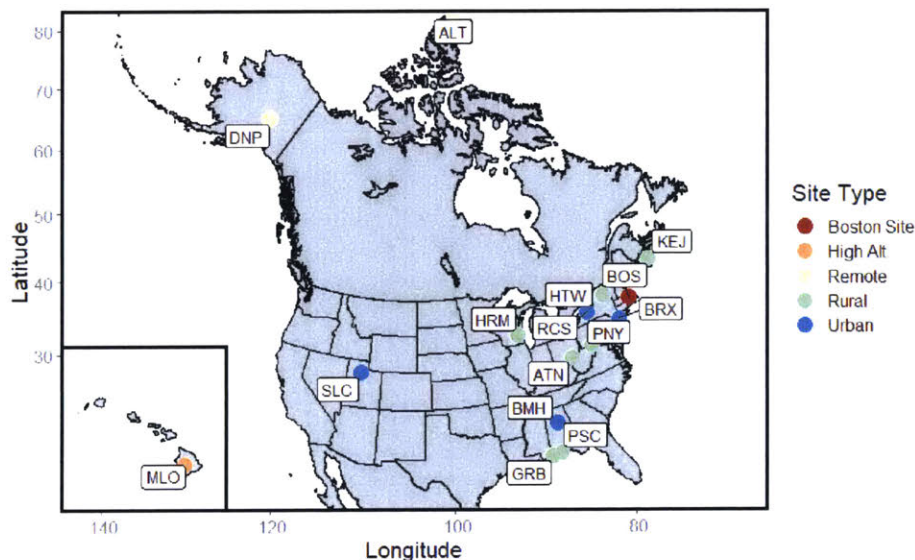 ALT
80
70
DNP
60
50
KEJ
BOS
40
HTW
BRX
HRM
RCS
PNY
30
ATN
SLC
BMH
PSC
GRB
MLO
140
120
100
80
Longitude
Latitude
Site Type
Boston Site
High Alt
Remote
Rural
Urban